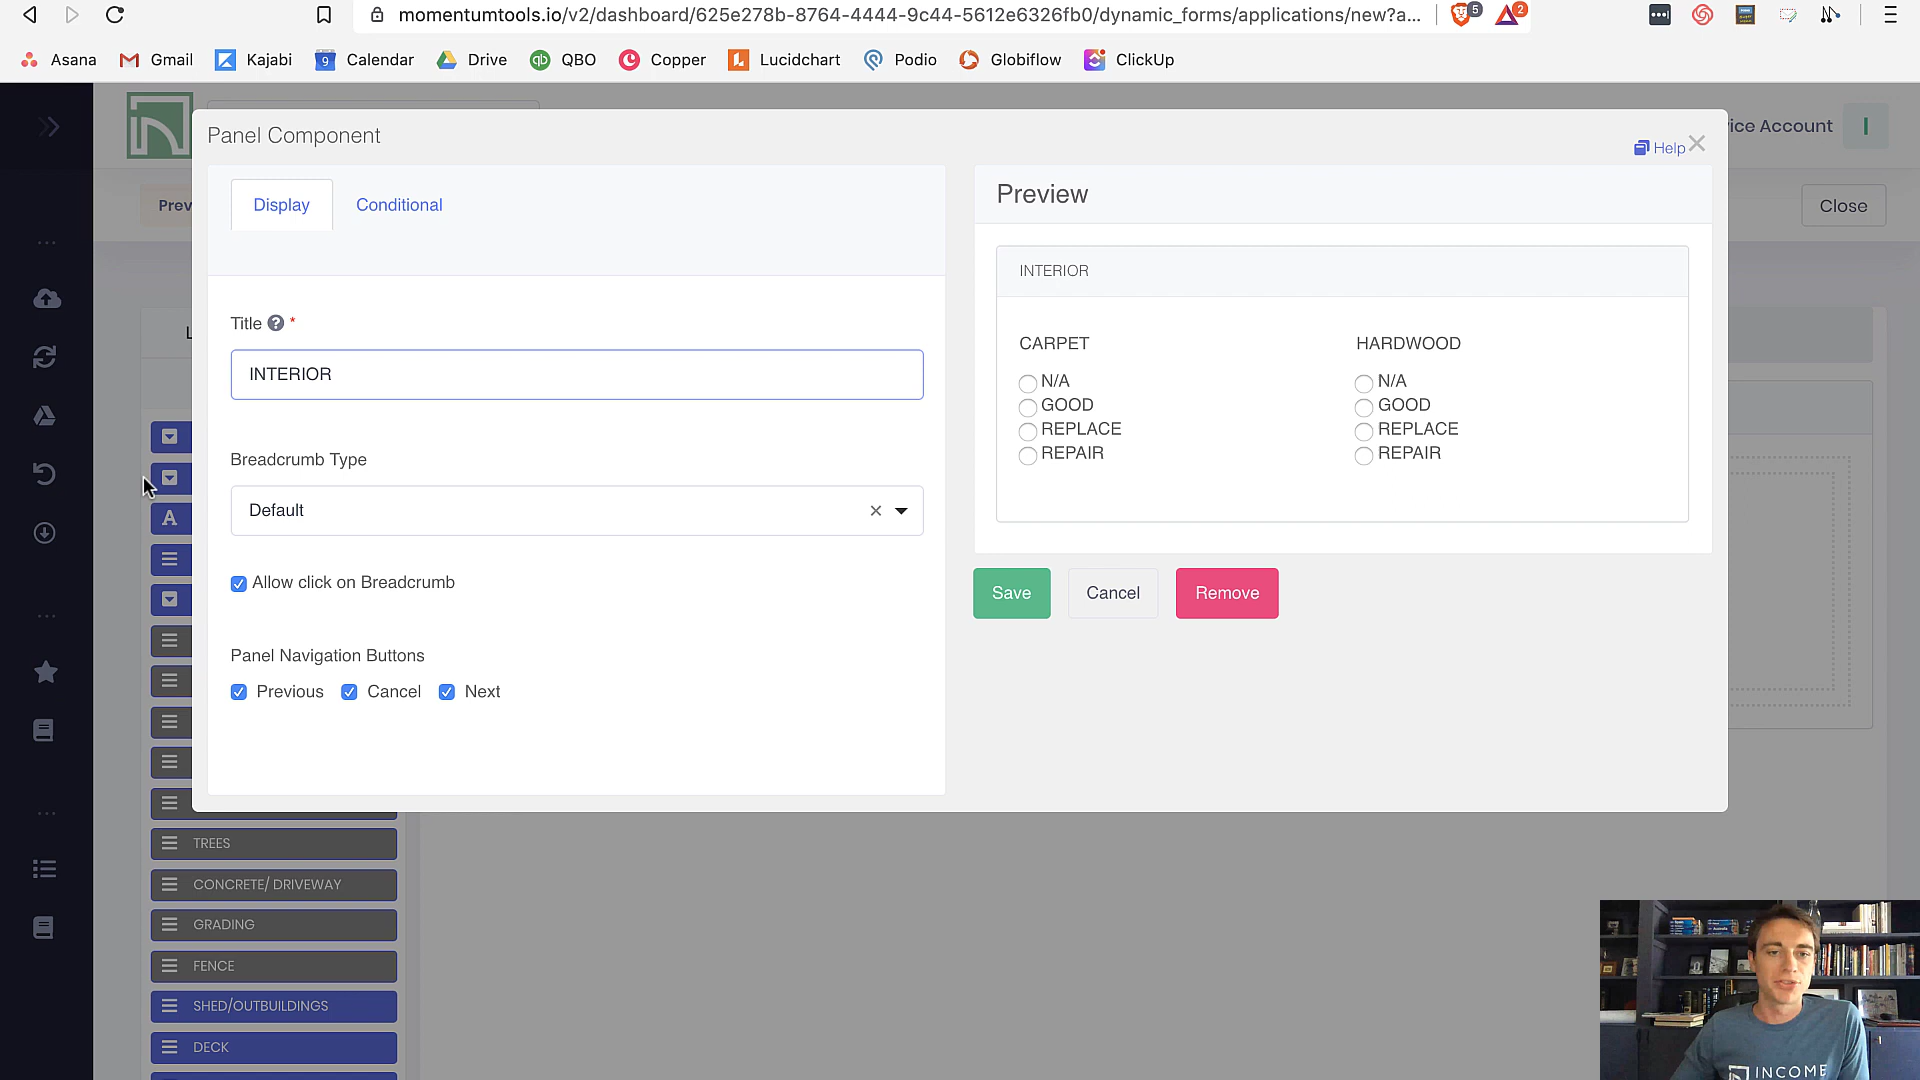 momentumtools.io/v2/dashboard/625e278b-8764-4444-9c44-5612e6326fb0/dynamic_forms/applications/new?a...
5
2
Asana
Gmail
Kajabi
9
Calendar
Drive
QBO
Copper
Lucidchart
Podio
Globiflow
ClickUp
Panel Component
Help
ice Account
I
Display
Conditional
Preview
Prev
Close
INTERIOR
Title *
CARPET
HARDWOOD
INTERIOR
N/A
N/A
GOOD
GOOD
REPLACE
REPLACE
REPAIR
REPAIR
Breadcrumb Type
Default
Allow click on Breadcrumb
Save
Cancel
Remove
Panel Navigation Buttons
Previous
Cancel
Next
TREES
CONCRETE/ DRIVEWAY
GRADING
FENCE
SHED/OUTBUILDINGS
DECK
INCOME